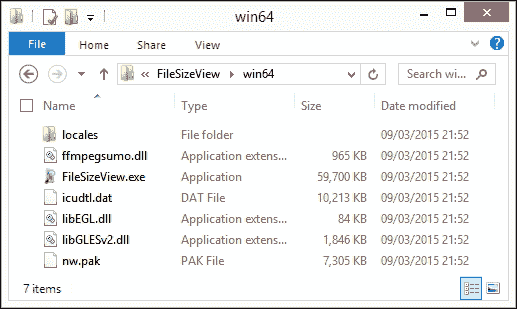 win64
File Home Share View
« FileSizeView win64 Search wi...
Name Type Size Date modified
locales File folder 09/03/2015 21:52
ffmpegsumo.dll Application extens... 965 KB 09/03/2015 21:52
FileSizeView.exe Application 59,700 KB 09/03/2015 21:52
icudtl.dat DAT File 10,213 KB 09/03/2015 21:52
libEGL.dll Application extens... 84 KB 09/03/2015 21:52
libGLESv2.dll Application extens... 1,846 KB 09/03/2015 21:52
nw.pak PAK File 7,305 KB 09/03/2015 21:52
7 items